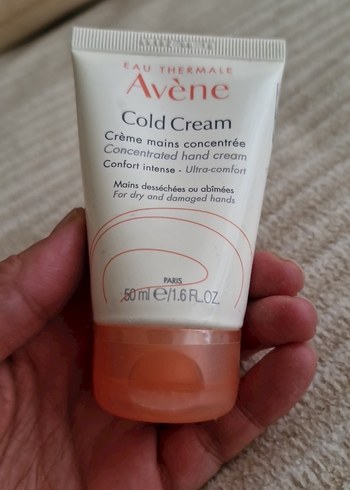 EAU THERMALE
Avène
Cold Cream
Crème mains concentrée
Concentrated hand cream
Confort intense - Ultra-comfort
Mains desséchées ou abîmées
For dry and damaged hands
PARIS
50 ml e/1.6 FL.OZ.